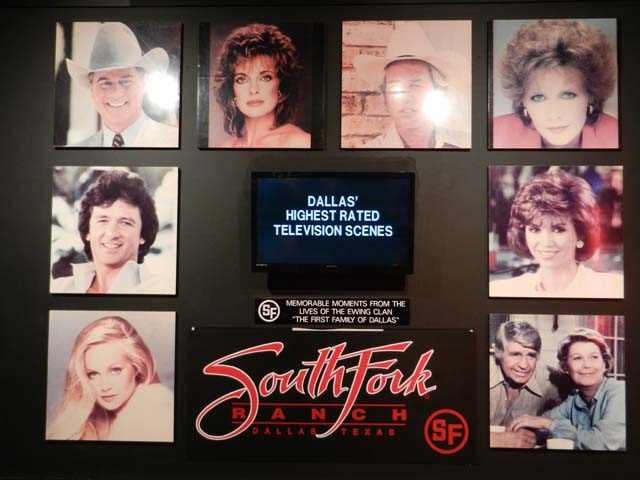 DALLAS'
HIGHEST RATED
TELEVISION SCENES
SF
MEMORABLE MOMENTS FROM THE
LIVES OF THE EWING CLAN
"THE FIRST FAMILY OF DALLAS"
SouthFork
RANCH
DALLAS, TEXAS
SF